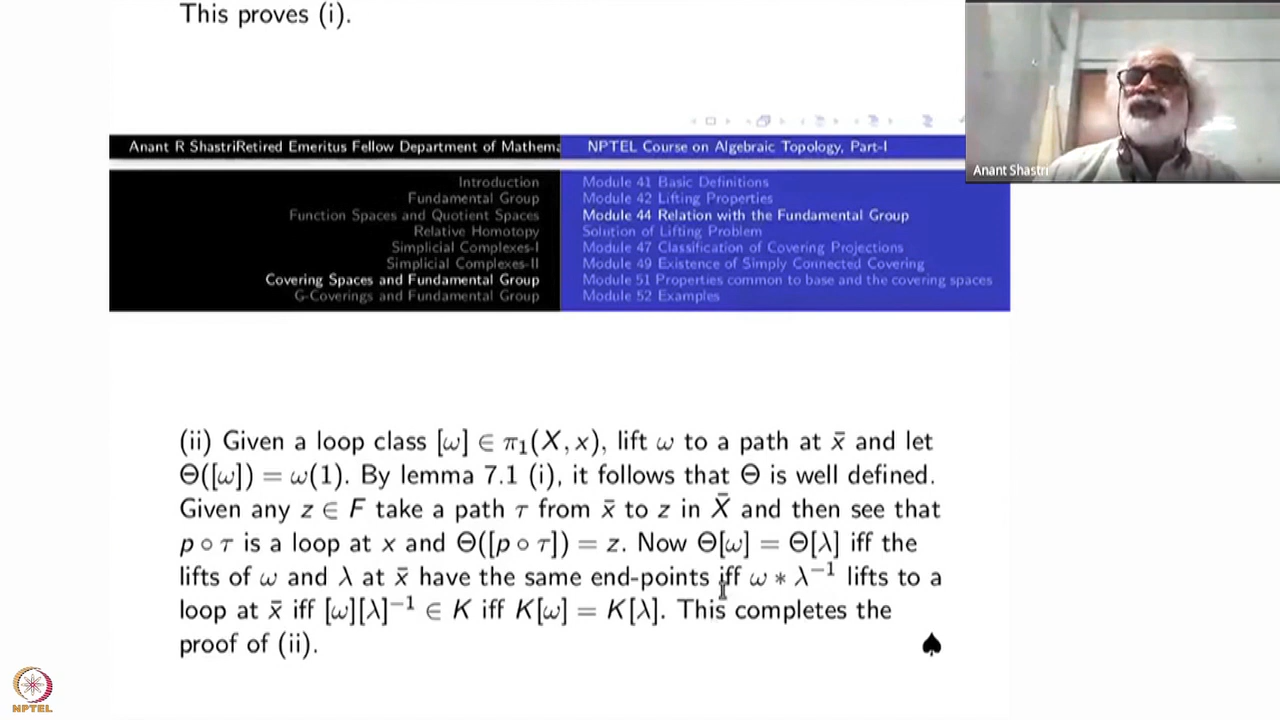 This proves (i).
Anant R ShastriRetired Emeritus Fellow Department of Mathema
NPTEL Course on Algebraic Topology, Part-I
Anant Shastri
Introduction
Fundamental Group
Function Spaces and Quotient Spaces
Relative Homotopy
Simplicial Complexes-I
Simplicial Complexes-II
Covering Spaces and Fundamental Group
G-Coverings and Fundamental Group
Module 41 Basic Definitions
Module 42 Lifting Properties
Module 44 Relation with the Fundamental Group
Solution of Lifting Problem
Module 47 Classification of Covering Projections
Module 49 Existence of Simply Connected Covering
Module 51 Properties common to base and the covering spaces
Module 52 Examples
(ii) Given a loop class [ω] ∈ π₁(X, x), lift ω to a path at x̄ and let
Θ([ω]) = ω(1). By lemma 7.1 (i), it follows that Θ is well defined.
Given any z ∈ F take a path τ from x̄ to z in X̄ and then see that
p ∘ τ is a loop at x and Θ([p ∘ τ]) = z. Now Θ[ω] = Θ[λ] iff the
lifts of ω and λ at x̄ have the same end-points iff ω ∗ λ⁻¹ lifts to a
loop at x̄ iff [ω][λ]⁻¹ ∈ K iff K[ω] = K[λ]. This completes the
proof of (ii).
NPTEL